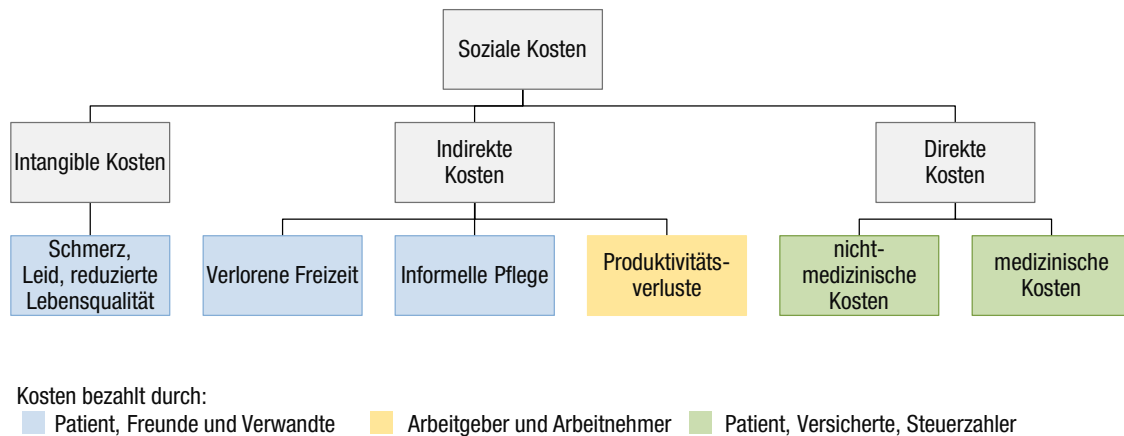 Soziale Kosten
Intangible Kosten
Indirekte
Kosten
Direkte
Kosten
Schmerz,
Leid, reduzierte
Lebensqualität
Verlorene Freizeit
Informelle Pflege
Produktivitäts-
verluste
nicht-
medizinische
Kosten
medizinische
Kosten
Kosten bezahlt durch:
Patient, Freunde und Verwandte
Arbeitgeber und Arbeitnehmer
Patient, Versicherte, Steuerzahler